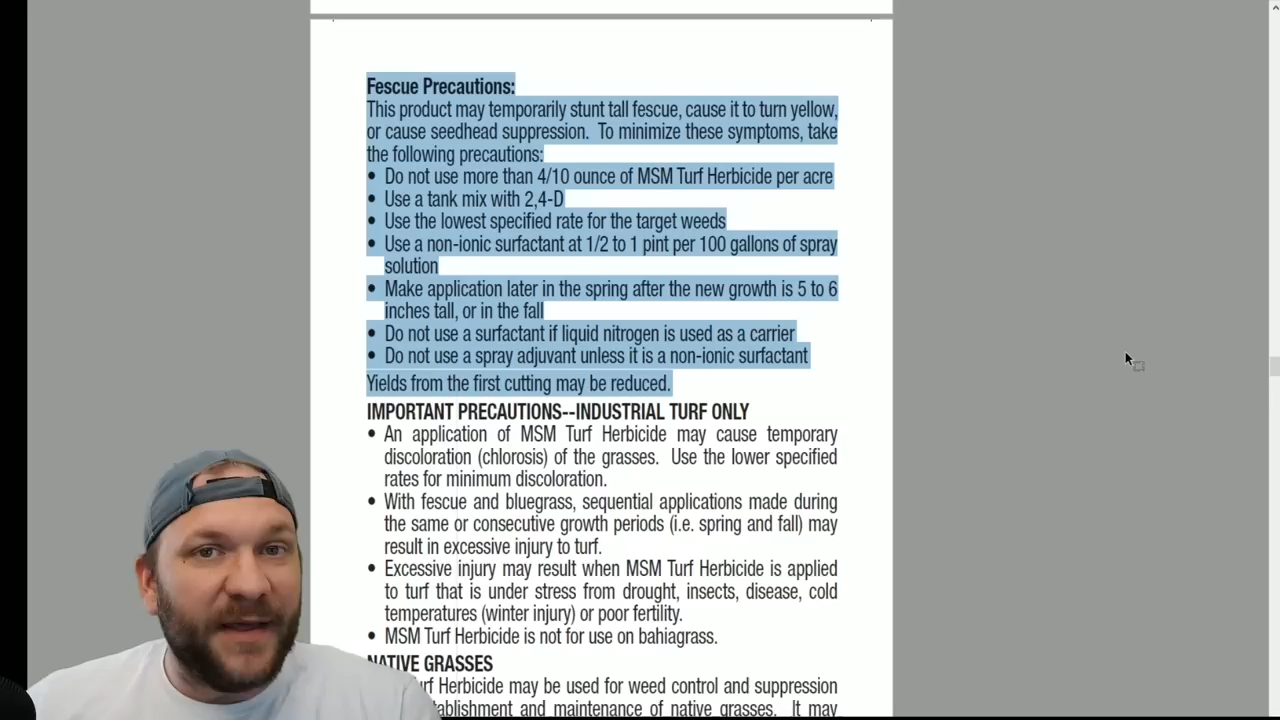 Fescue Precautions:
This product may temporarily stunt tall fescue, cause it to turn yellow,
or cause seedhead suppression. To minimize these symptoms, take
the following precautions:
• Do not use more than 4/10 ounce of MSM Turf Herbicide per acre
• Use a tank mix with 2,4-D
• Use the lowest specified rate for the target weeds
• Use a non-ionic surfactant at 1/2 to 1 pint per 100 gallons of spray
solution
• Make application later in the spring after the new growth is 5 to 6
inches tall, or in the fall
• Do not use a surfactant if liquid nitrogen is used as a carrier
• Do not use a spray adjuvant unless it is a non-ionic surfactant
Yields from the first cutting may be reduced.
IMPORTANT PRECAUTIONS--INDUSTRIAL TURF ONLY
• An application of MSM Turf Herbicide may cause temporary
discoloration (chlorosis) of the grasses. Use the lower specified
rates for minimum discoloration.
• With fescue and bluegrass, sequential applications made during
the same or consecutive growth periods (i.e. spring and fall) may
result in excessive injury to turf.
• Excessive injury may result when MSM Turf Herbicide is applied
to turf that is under stress from drought, insects, disease, cold
temperatures (winter injury) or poor fertility.
• MSM Turf Herbicide is not for use on bahiagrass.
NATIVE GRASSES
Herbicide may be used for weed control and suppression
and maintenance of native grasses. It may